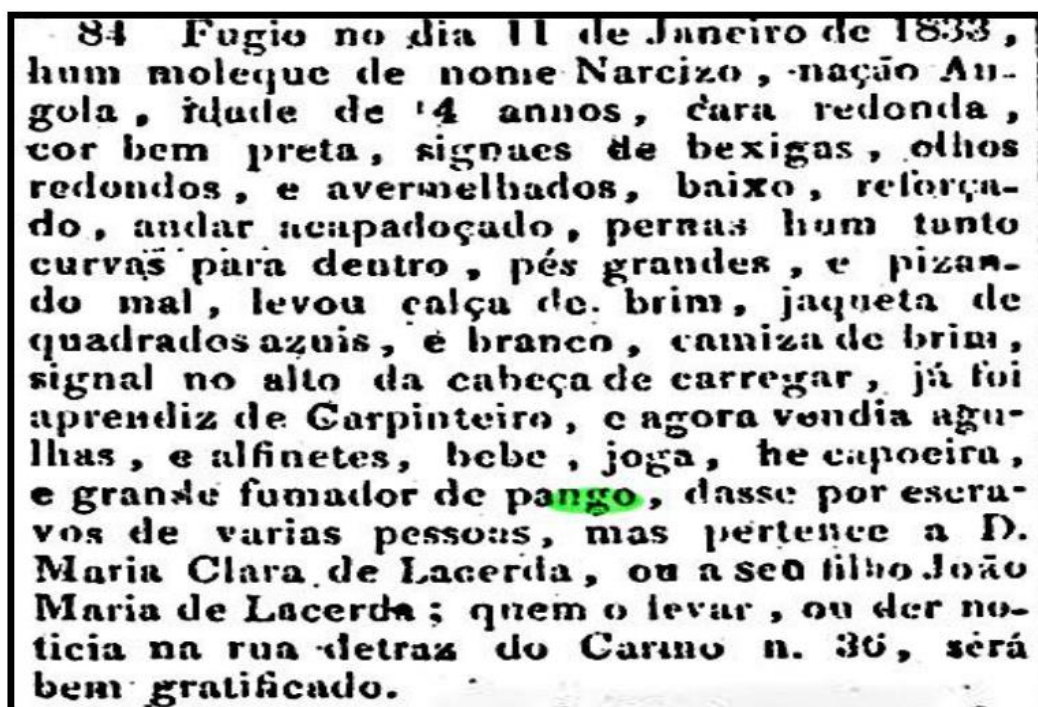 84 Fugio no dia 11 de Janeiro de 1833,
hum moleque de nome Narcizo, nação An-
gola, idade de 14 annos, cara redonda,
cor bem preta, signaes de bexigas, olhos
redondos, e avermelhados, baixo, reforça-
do, andar acapadoçado, pernas hum tanto
curvas para dentro, pés grandes, e pizan-
do mal, levou calça de brim, jaqueta de
quadrados azuis, e branco, camiza de brim,
signal no alto da cabeça de carregar, já foi
aprendiz de Carpinteiro, e agora vendia agu-
lhas, e alfinetes, bebe, joga, he capoeira,
e grande fumador de pango, dasse por escra-
vos de varias pessoas, mas pertence a D.
Maria Clara de Lacerda, ou a seo filho João
Maria de Lacerda; quem o levar, ou der no-
ticia na rua detraz do Carmo n. 36, será
bem gratificado.